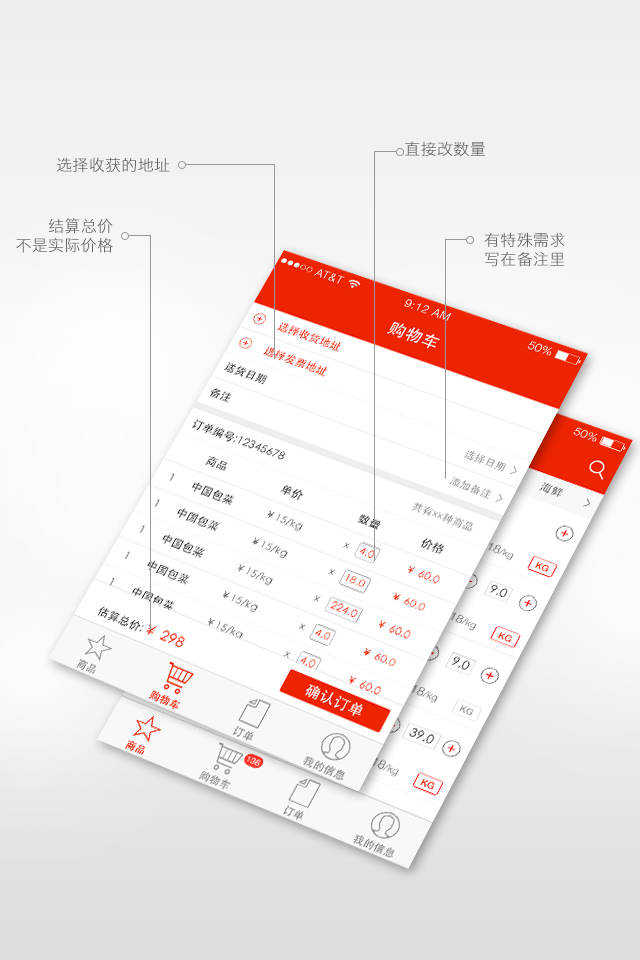 直接改数量
选择收获的地址
结算总价
不是实际价格
有特殊需求
写在备注里
AT&T
9:12 AM
50%
购物车
选择收货地址
选择发票地址
送货日期
选择日期
备注
添加备注
订单编号:12345678
共有xx种商品
商品 单价 数量 价格
1 中国包菜 ￥15/kg x 4.0 ￥60.0
1 中国包菜 ￥15/kg x 18.0 ￥60.0
1 中国包菜 ￥15/kg x 224.0 ￥60.0
1 中国包菜 ￥15/kg x 4.0 ￥60.0
1 中国包菜 ￥15/kg x 4.0 ￥60.0
估算总价: ￥298
确认订单
商品 购物车 订单 我的信息
50%
海鲜
18/kg KG
9.0
18/kg KG
9.0
18/kg KG
39.0
18/kg KG
商品 购物车 136 订单 我的信息